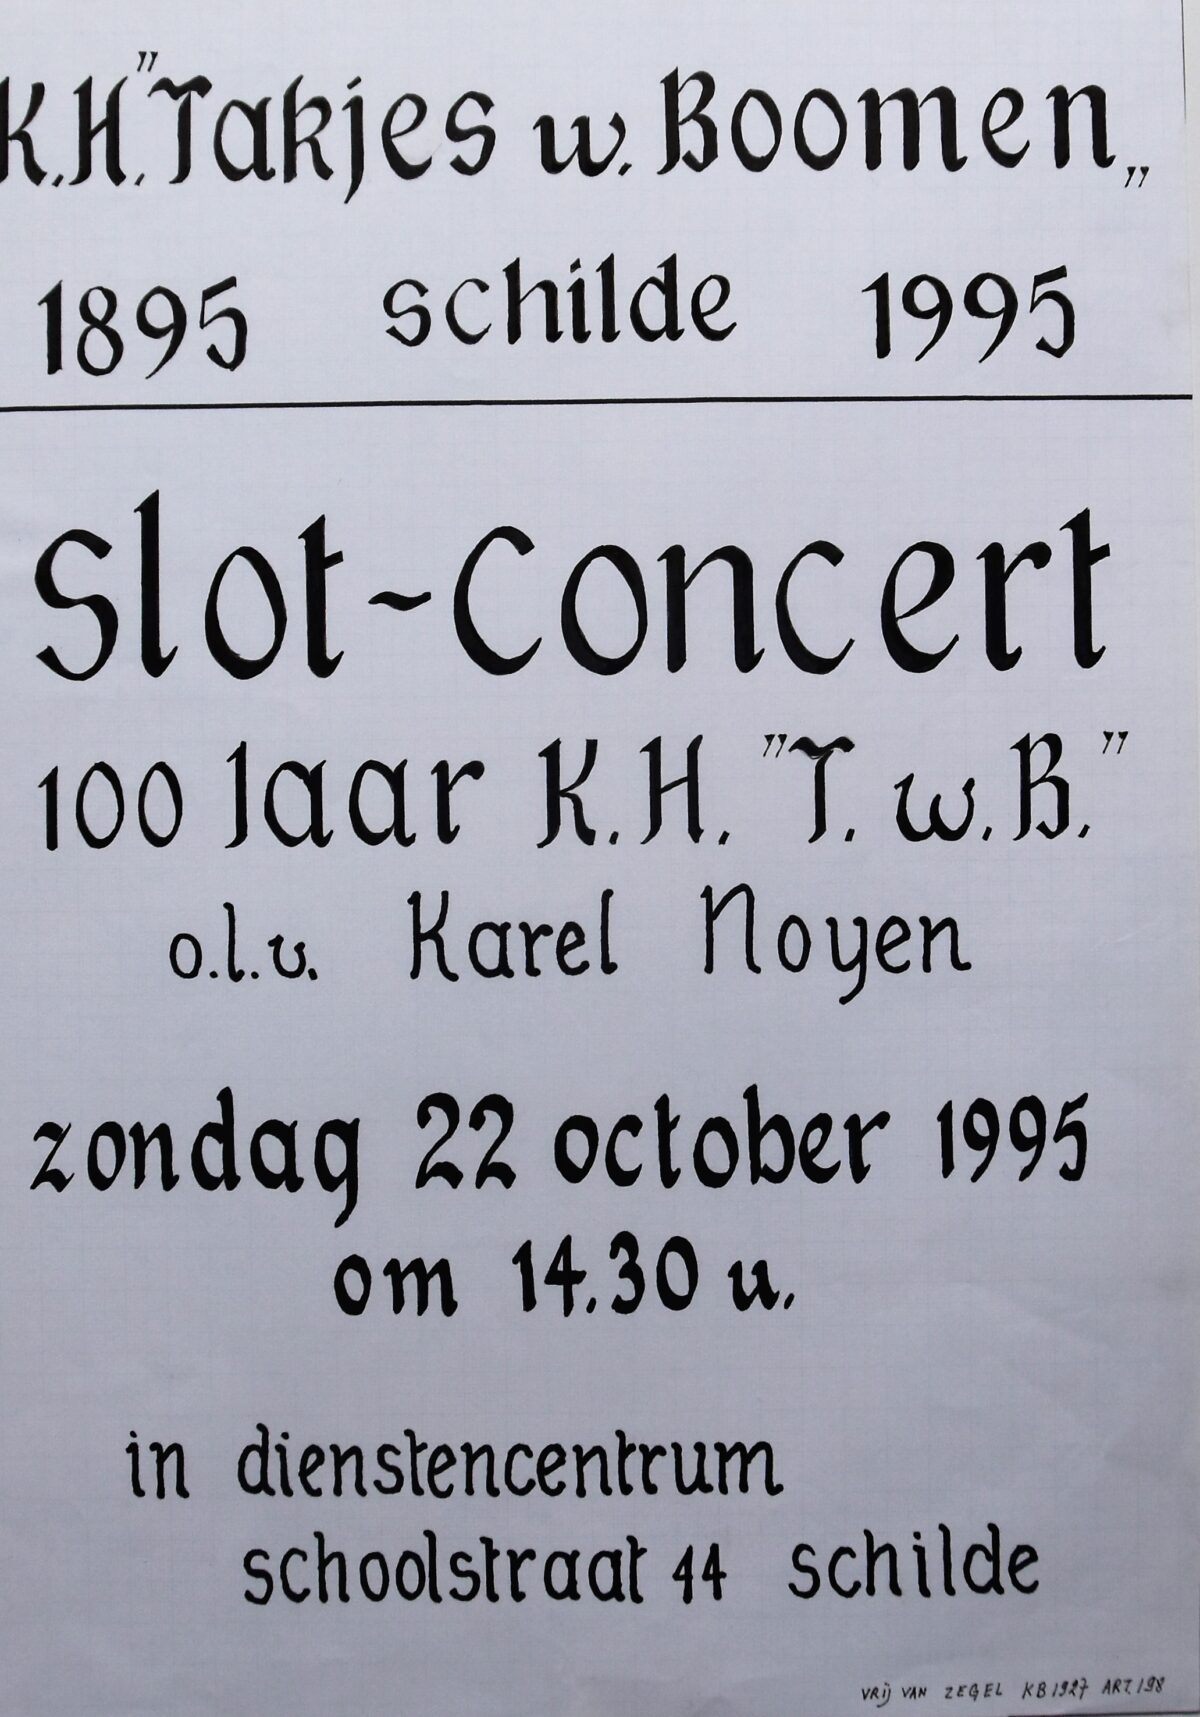 K.H. "Takjes w. Boomen"
1895 schilde 1995
Slot-Concert
100 Jaar K.H. "T. w. B."
o.l.v. Karel Noyen
zondag 22 october 1995
om 14.30 u.
in dienstencentrum
schoolstraat 44 schilde
VRIJ VAN ZEGEL KB 1927 ART. 198